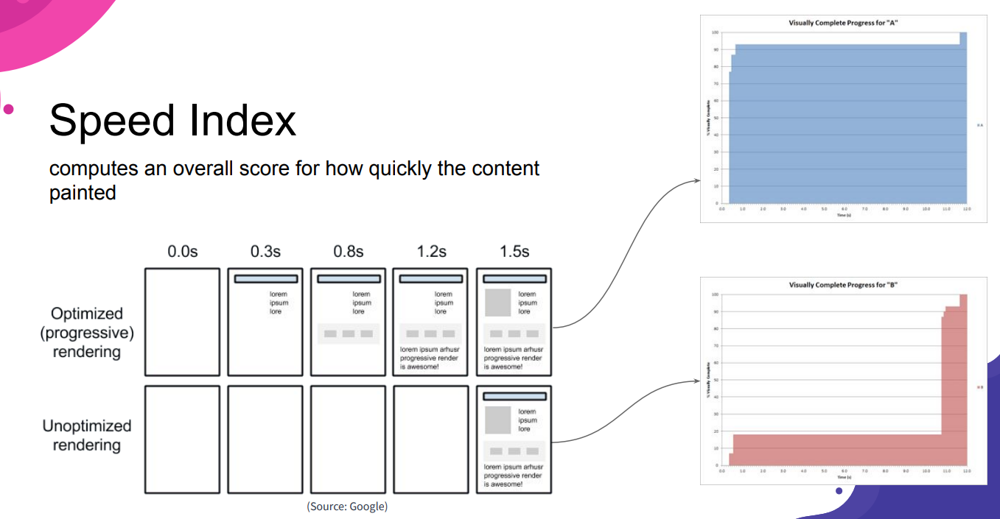 Speed Index
computes an overall score for how quickly the content
painted
0.0s 0.3s 0.8s 1.2s 1.5s
Optimized
(progressive)
rendering
lorem
ipsum
lore
lorem
ipsum
lore
lorem
ipsum
lore
lorem ipsum arhusr
progressive render
is awesome!
lorem
ipsum
lore
lorem ipsum arhusr
progressive render
is awesome!
Unoptimized
rendering
lorem
ipsum
lore
lorem ipsum arhusr
progressive render
is awesome!
(Source: Google)
Visually Complete Progress for "A"
% Visually Complete
100
90
80
70
60
50
40
30
20
10
0
0.0 1.0 2.0 3.0 4.0 5.0 6.0 7.0 8.0 9.0 10.0 11.0 12.0
Time (s)
A
Visually Complete Progress for "B"
% Visually Complete
100
90
80
70
60
50
40
30
20
10
0
0.0 1.0 2.0 3.0 4.0 5.0 6.0 7.0 8.0 9.0 10.0 11.0 12.0
Time (s)
B